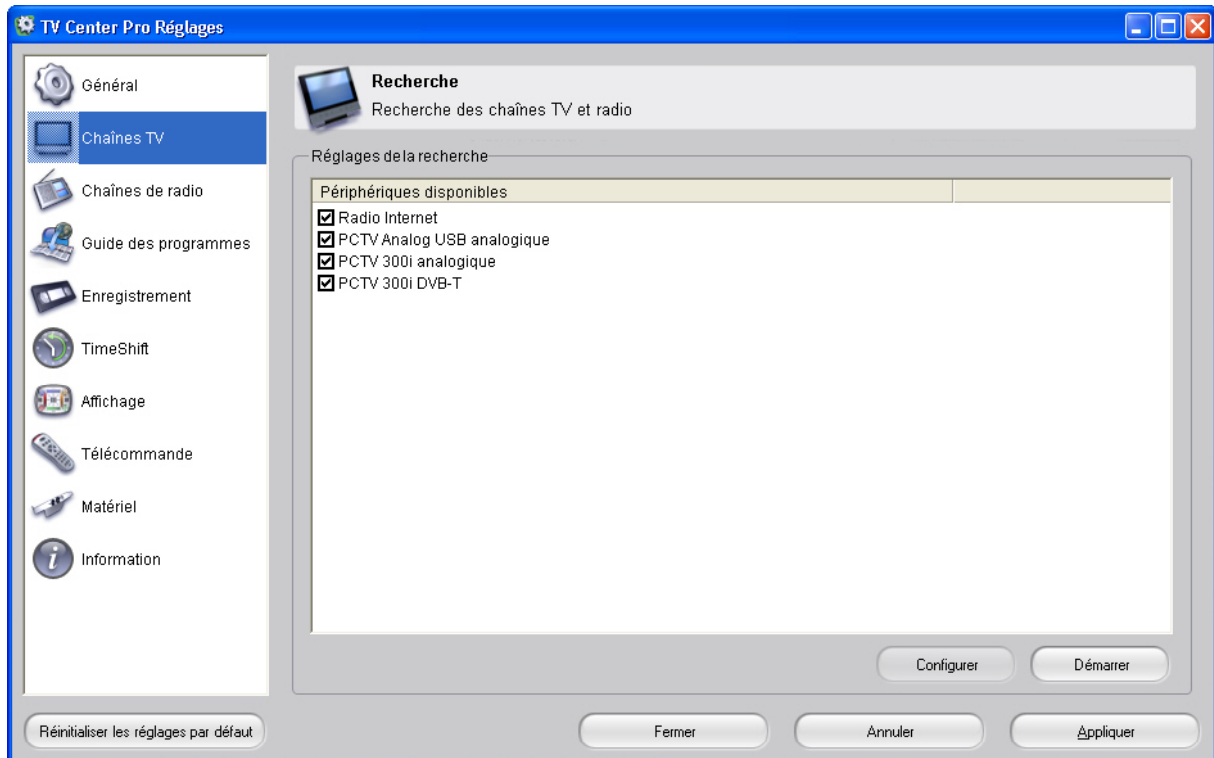 TV Center Pro Réglages
Général
Chaînes TV
Chaînes de radio
Guide des programmes
Enregistrement
TimeShift
Affichage
Télécommande
Matériel
Information
Recherche
Recherche des chaînes TV et radio
Réglages de la recherche
Périphériques disponibles
Radio Internet
PCTV Analog USB analogique
PCTV 300i analogique
PCTV 300i DVB-T
Configurer
Démarrer
Réinitialiser les réglages par défaut
Fermer
Annuler
Appliquer